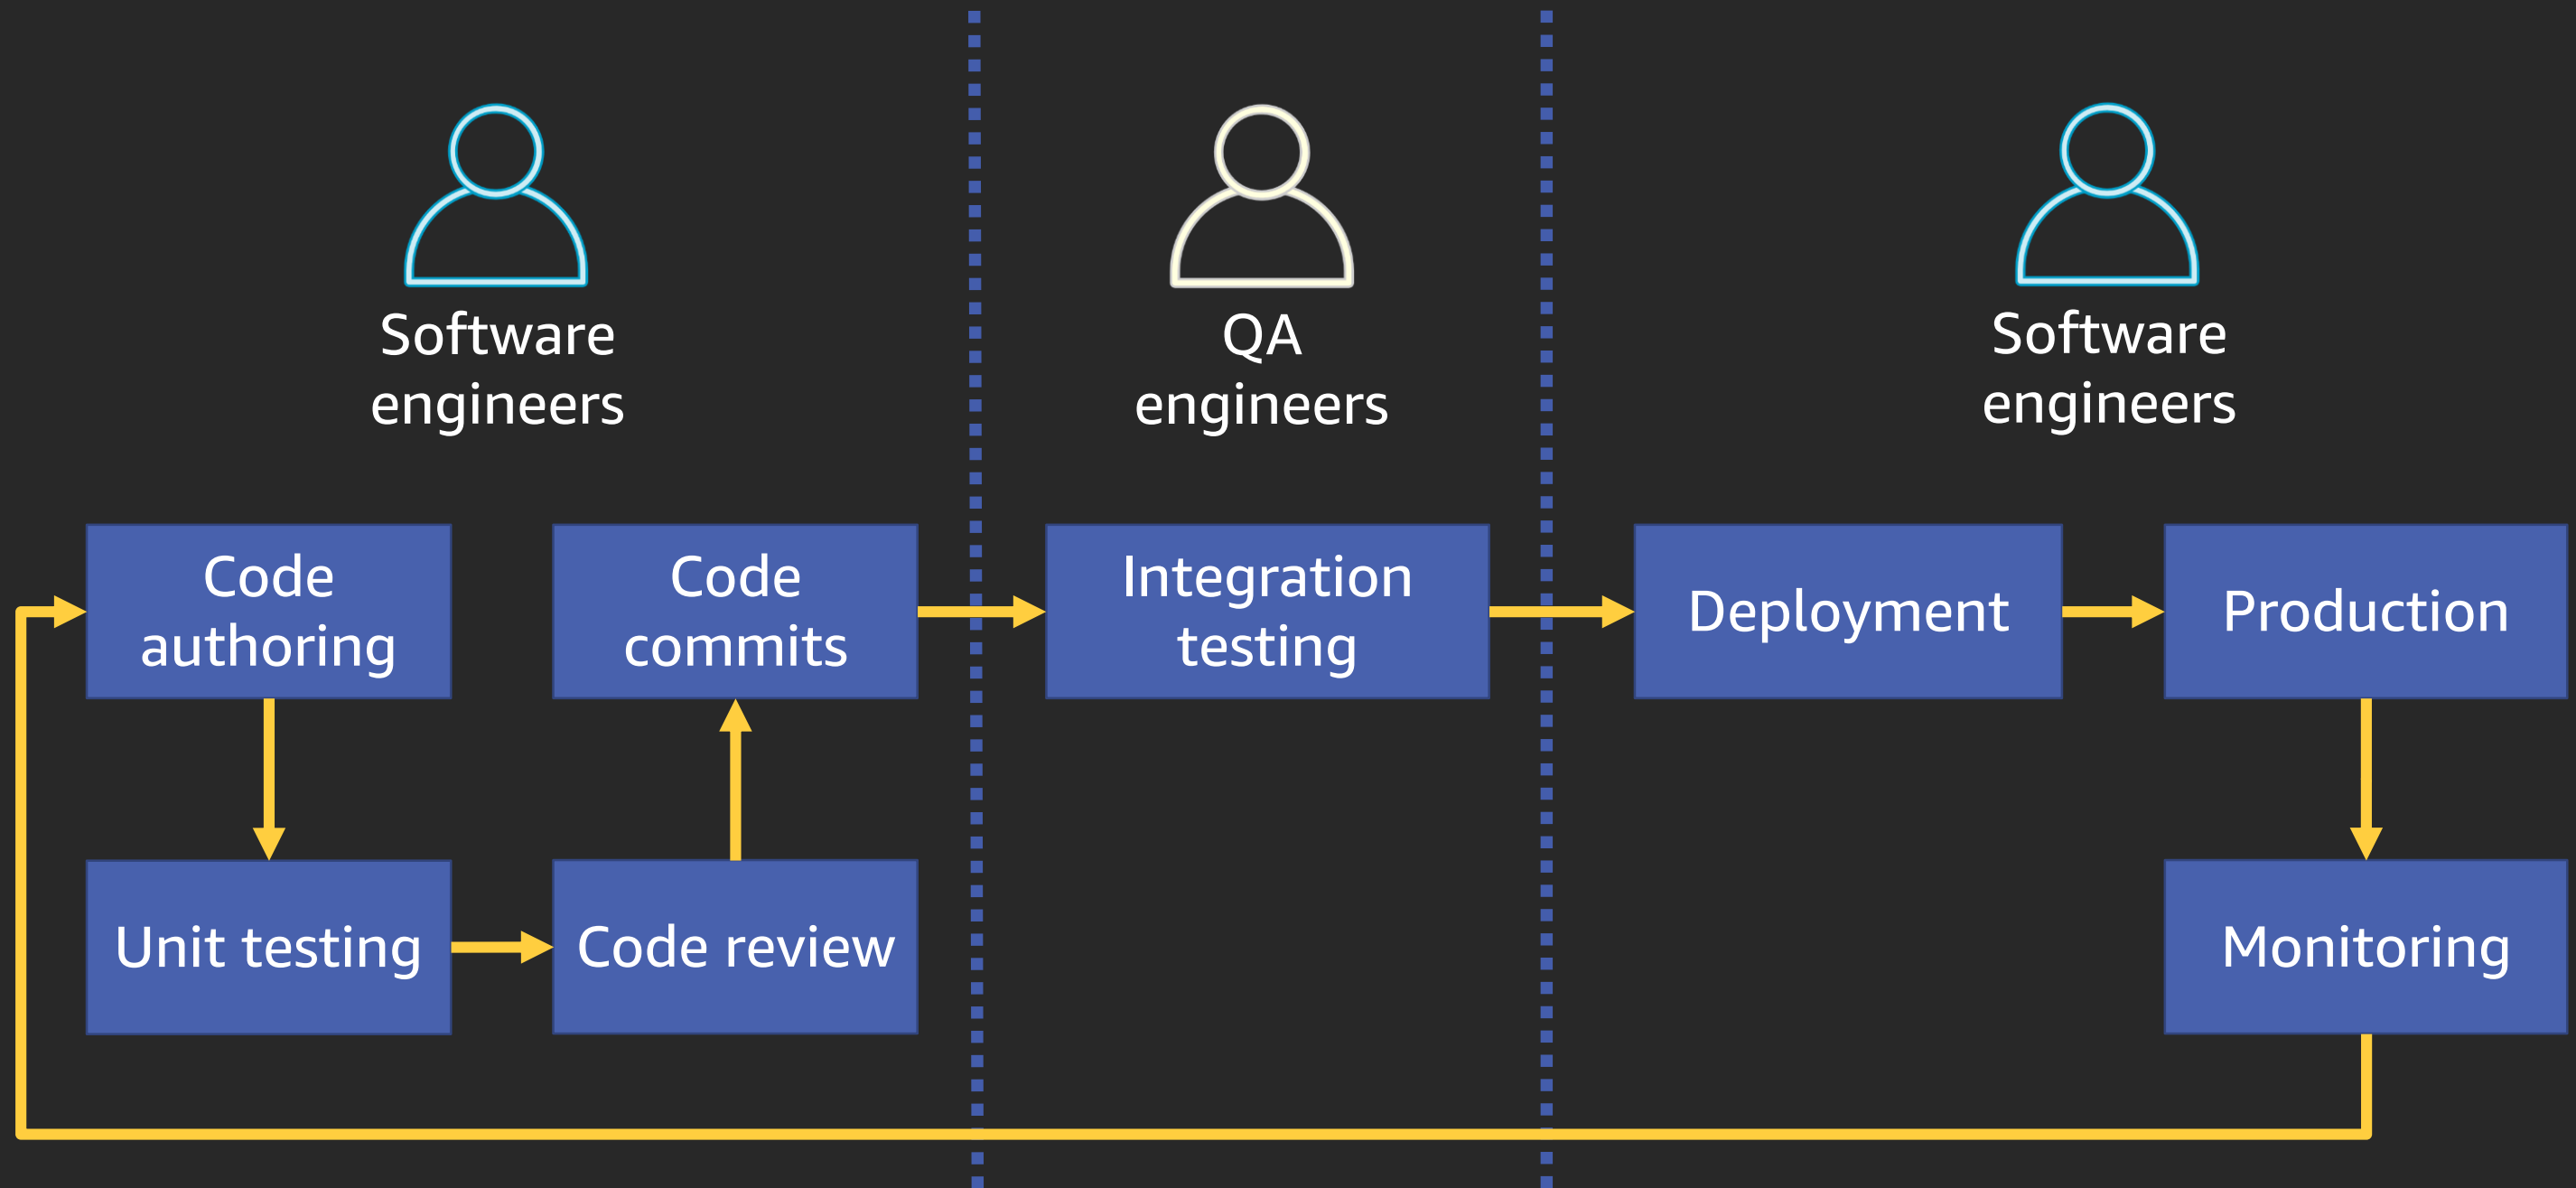 Software
engineers
QA
engineers
Software
engineers
Code
authoring
Code
commits
Integration
testing
Deployment
Production
Unit testing
Code review
Monitoring